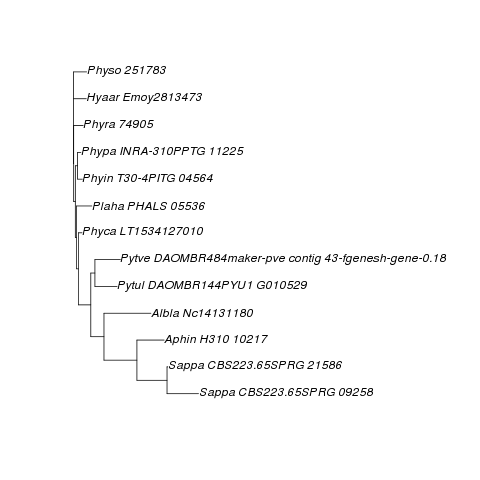 Physo 251783
Hyaar Emoy2813473
Phyra 74905
Phypa INRA-310PPTG 11225
Phyin T30-4PITG 04564
Plaha PHALS 05536
Phyca LT1534127010
Pytve DAOMBR484maker-pve contig 43-fgenesh-gene-0.18
Pytul DAOMBR144PYU1 G010529
Albla Nc14131180
Aphin H310 10217
Sappa CBS223.65SPRG 21586
Sappa CBS223.65SPRG 09258